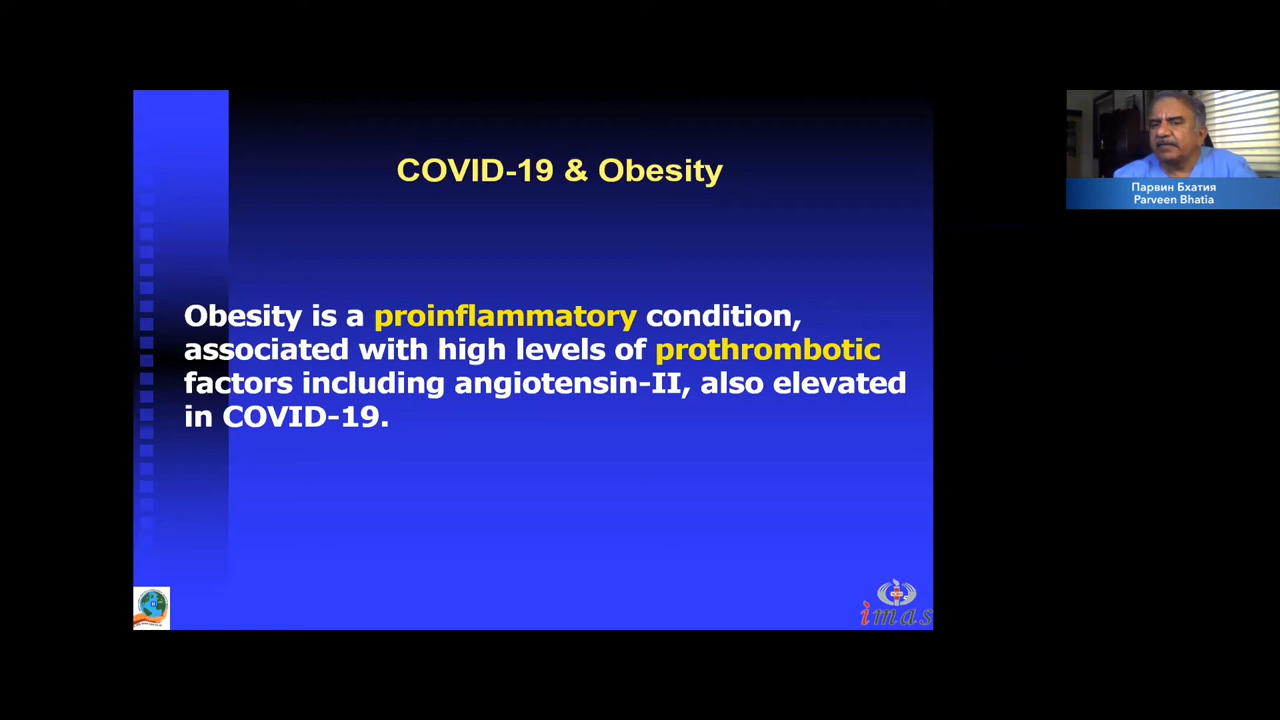 COVID-19 & Obesity
Парвин Бхатия
Parveen Bhatia
Obesity is a proinflammatory condition,
associated with high levels of prothrombotic
factors including angiotensin-II, also elevated
in COVID-19.
imas